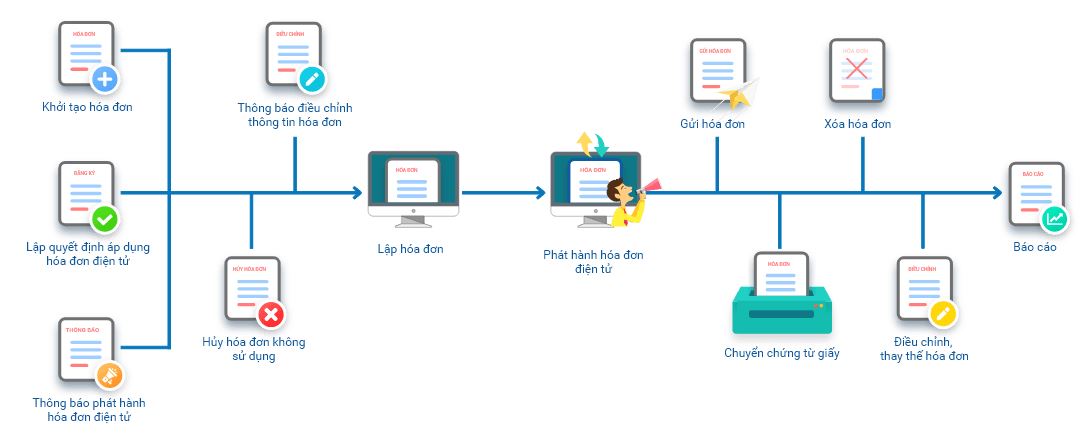 HÓA ĐƠN
Khởi tạo hóa đơn
ĐĂNG KÝ
Lập quyết định áp dụng
hóa đơn điện tử
THÔNG BÁO
Thông báo phát hành
hóa đơn điện tử
ĐIỀU CHỈNH
Thông báo điều chỉnh
thông tin hóa đơn
HỦY HÓA ĐƠN
Hủy hóa đơn không
sử dụng
HÓA ĐƠN
Lập hóa đơn
HÓA ĐƠN
Phát hành hóa đơn
điện tử
GỬI HÓA ĐƠN
Gửi hóa đơn
HÓA ĐƠN
Chuyển chứng từ giấy
HÓA ĐƠN
Xóa hóa đơn
ĐIỀU CHỈNH
Điều chỉnh,
thay thế hóa đơn
BÁO CÁO
Báo cáo